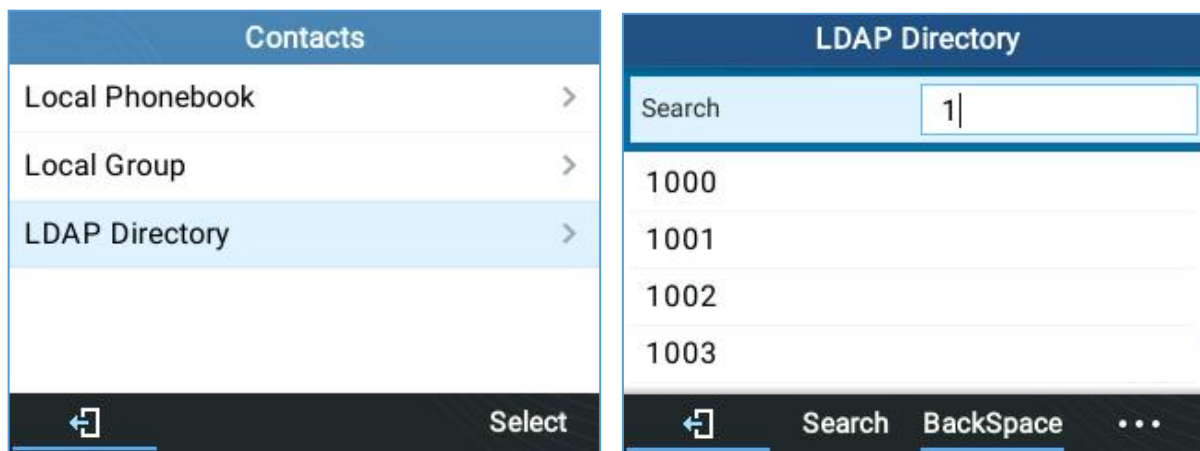 Contacts
Local Phonebook
Local Group
LDAP Directory
Select
LDAP Directory
Search 1
1000
1001
1002
1003
Search BackSpace ...